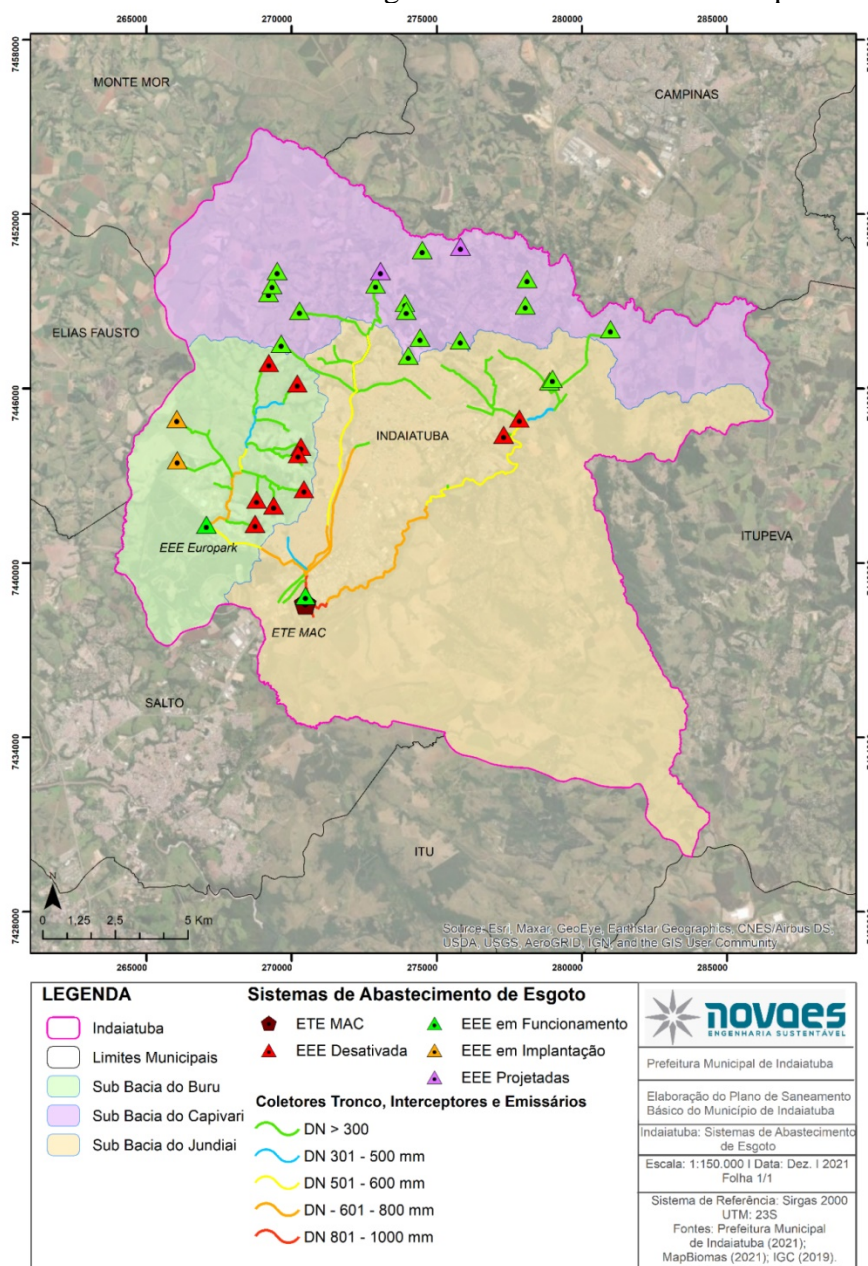 265000 270000 275000 280000 285000
7458000
MONTE MOR
CAMPINAS
7452000
ELIAS FAUSTO
7446000
INDAIATUBA
ITUPEVA
EEE Europark
7440000
ETE MAC
SALTO
7434000
ITU
N
0 1,25 2,5 5 Km
7428000
Source: Esri, Maxar, GeoEye, Earthstar Geographics, CNES/Airbus DS,
USDA, USGS, AeroGRID, IGN, and the GIS User Community
265000 270000 275000 280000 285000
LEGENDA
Indaiatuba
Limites Municipais
Sub Bacia do Buru
Sub Bacia do Capivari
Sub Bacia do Jundiai
Sistemas de Abastecimento de Esgoto
ETE MAC
EEE Desativada
EEE em Funcionamento
EEE em Implantação
EEE Projetadas
Coletores Tronco, Interceptores e Emissários
DN > 300
DN 301 - 500 mm
DN 501 - 600 mm
DN - 601 - 800 mm
DN 801 - 1000 mm
novaes
ENGENHARIA SUSTENTÁVEL
Prefeitura Municipal de Indaiatuba
Elaboração do Plano de Saneamento
Básico do Município de Indaiatuba
Indaiatuba: Sistemas de Abastecimento
de Esgoto
Escala: 1:150.000 I Data: Dez. I 2021
Folha 1/1
Sistema de Referência: Sirgas 2000
UTM: 23S
Fontes: Prefeitura Municipal
de Indaiatuba (2021);
MapBiomas (2021); IGC (2019).